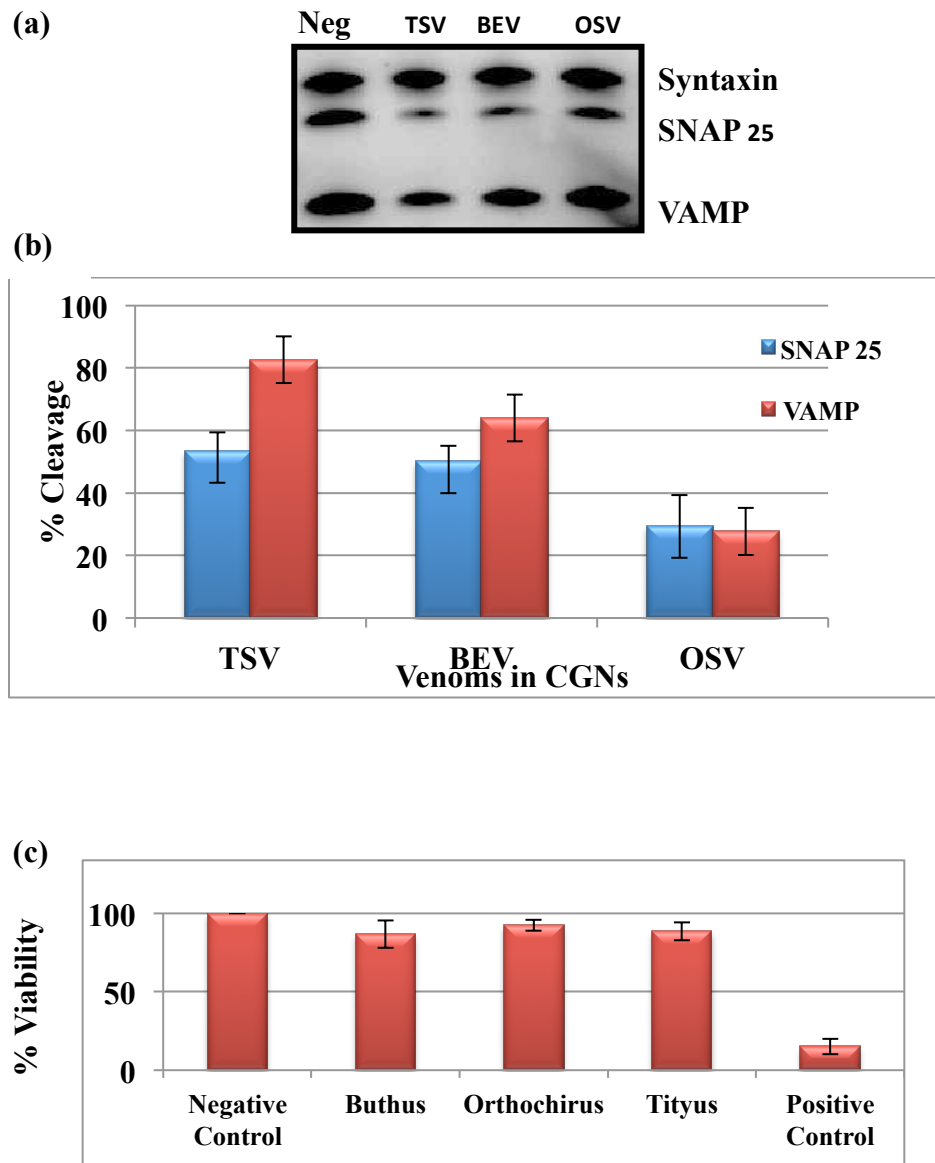 (a)
Neg TSV BEV OSV
Syntaxin
SNAP 25
VAMP
(b)
100
80
60
40
20
0
% Cleavage
SNAP 25
VAMP
TSV BEV OSV
Venoms in CGNs
(c)
% Viability
100
50
0
Negative Control
Buthus
Orthochirus
Tityus
Positive Control